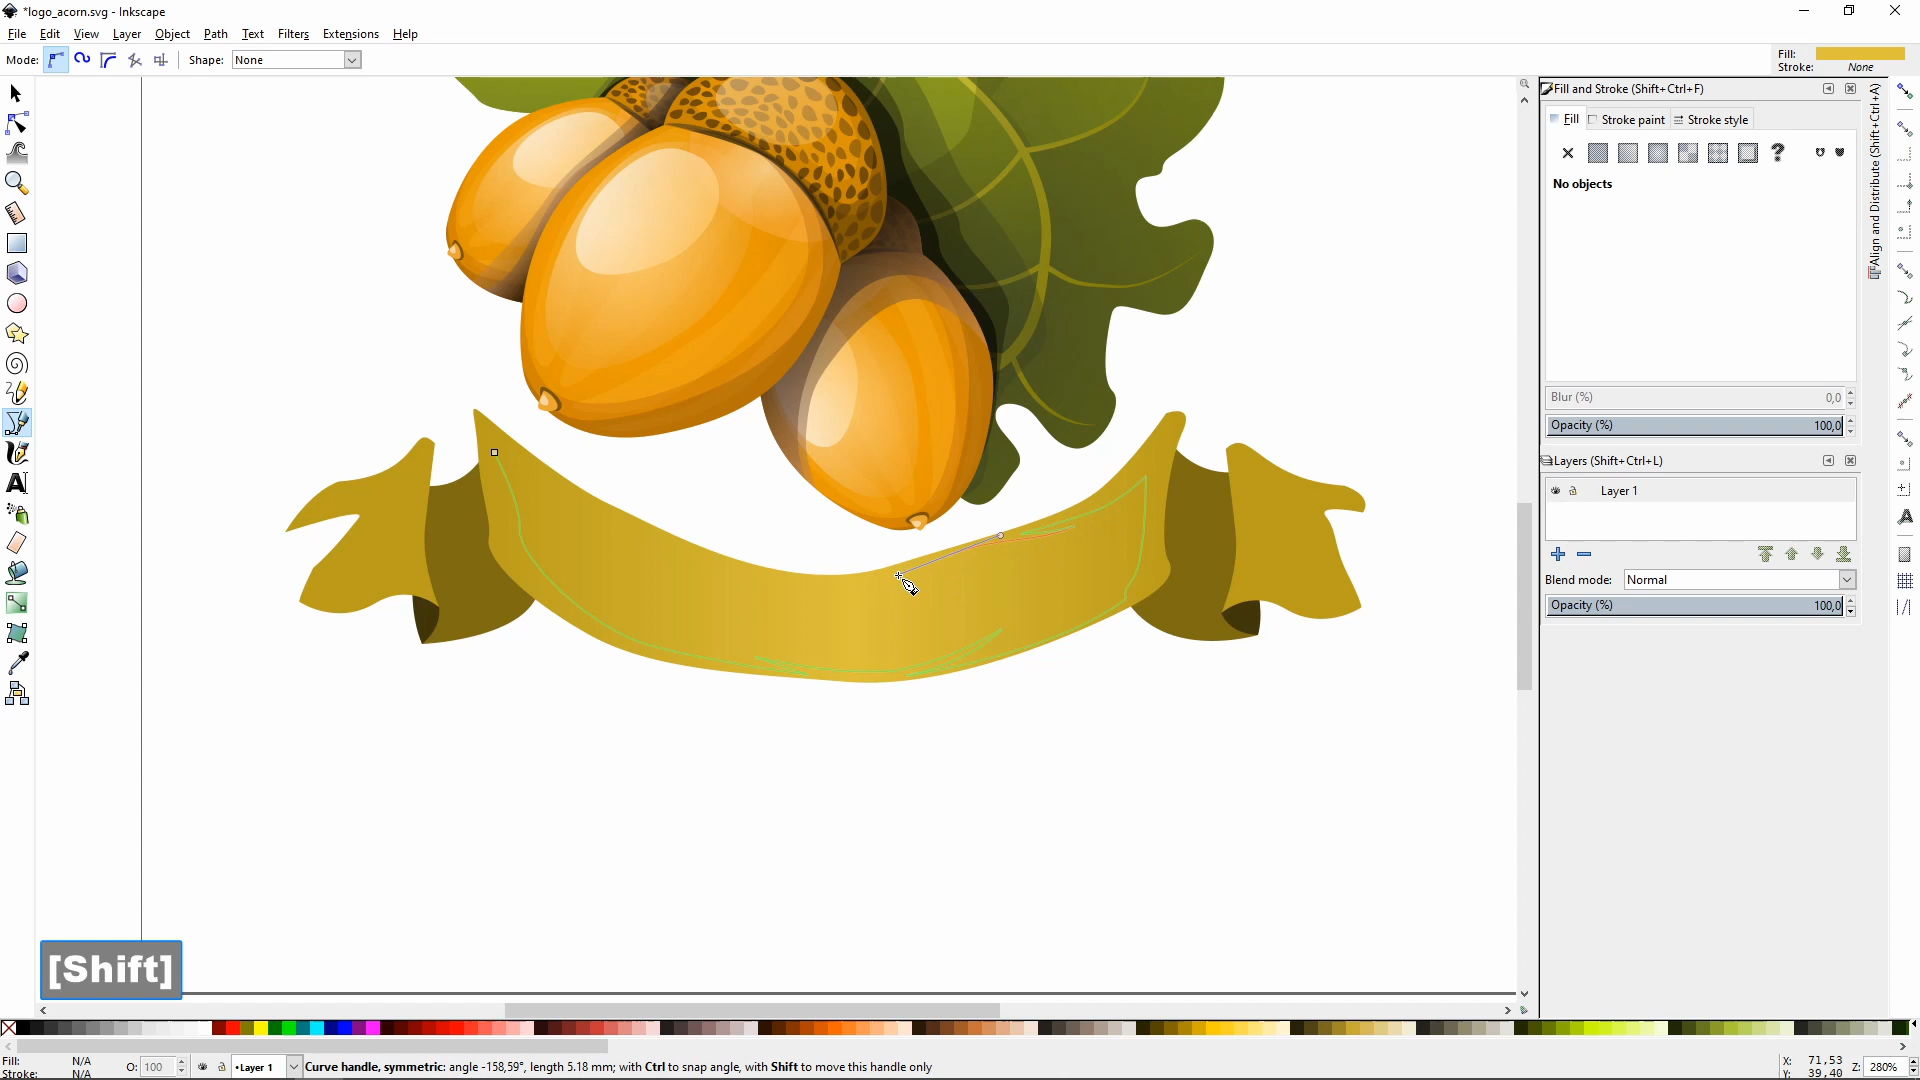 *logo_acorn.svg - Inkscape
File Edit View Layer Object Path Text Filters Extensions Help
Mode: Shape: None
Fill:
Stroke: None
Fill and Stroke (Shift+Ctrl+F)
Fill Stroke paint Stroke style
No objects
Blur (%) 0,0
Opacity (%) 100,0
Align and Distribute (Shift+Ctrl+A)
Layers (Shift+Ctrl+L)
Layer 1
Blend mode: Normal
Opacity (%) 100,0
[Shift]
Fill: N/A
Stroke: N/A
O: 100
•Layer 1
Curve handle, symmetric: angle -158,59°, length 5.18 mm; with Ctrl to snap angle, with Shift to move this handle only
X: 71,53
Y: 39,40
Z: 280%